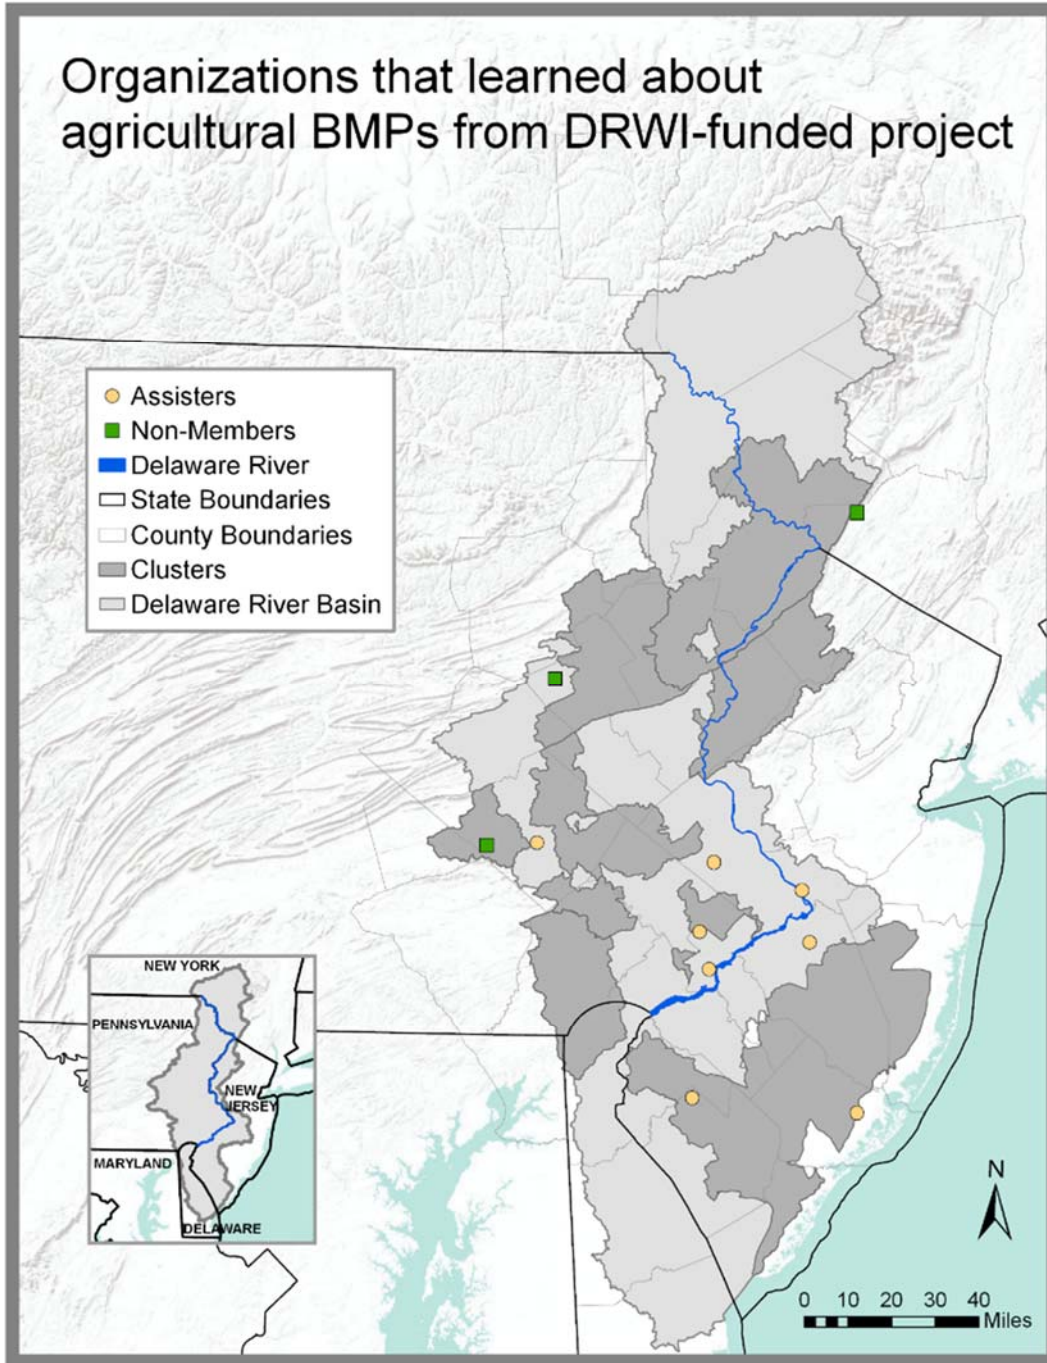 Organizations that learned about
agricultural BMPs from DRWI-funded project
Assisters
Non-Members
Delaware River
State Boundaries
County Boundaries
Clusters
Delaware River Basin
NEW YORK
PENNSYLVANIA
NEW
JERSEY
MARYLAND
DELAWARE
N
0 10 20 30 40
Miles